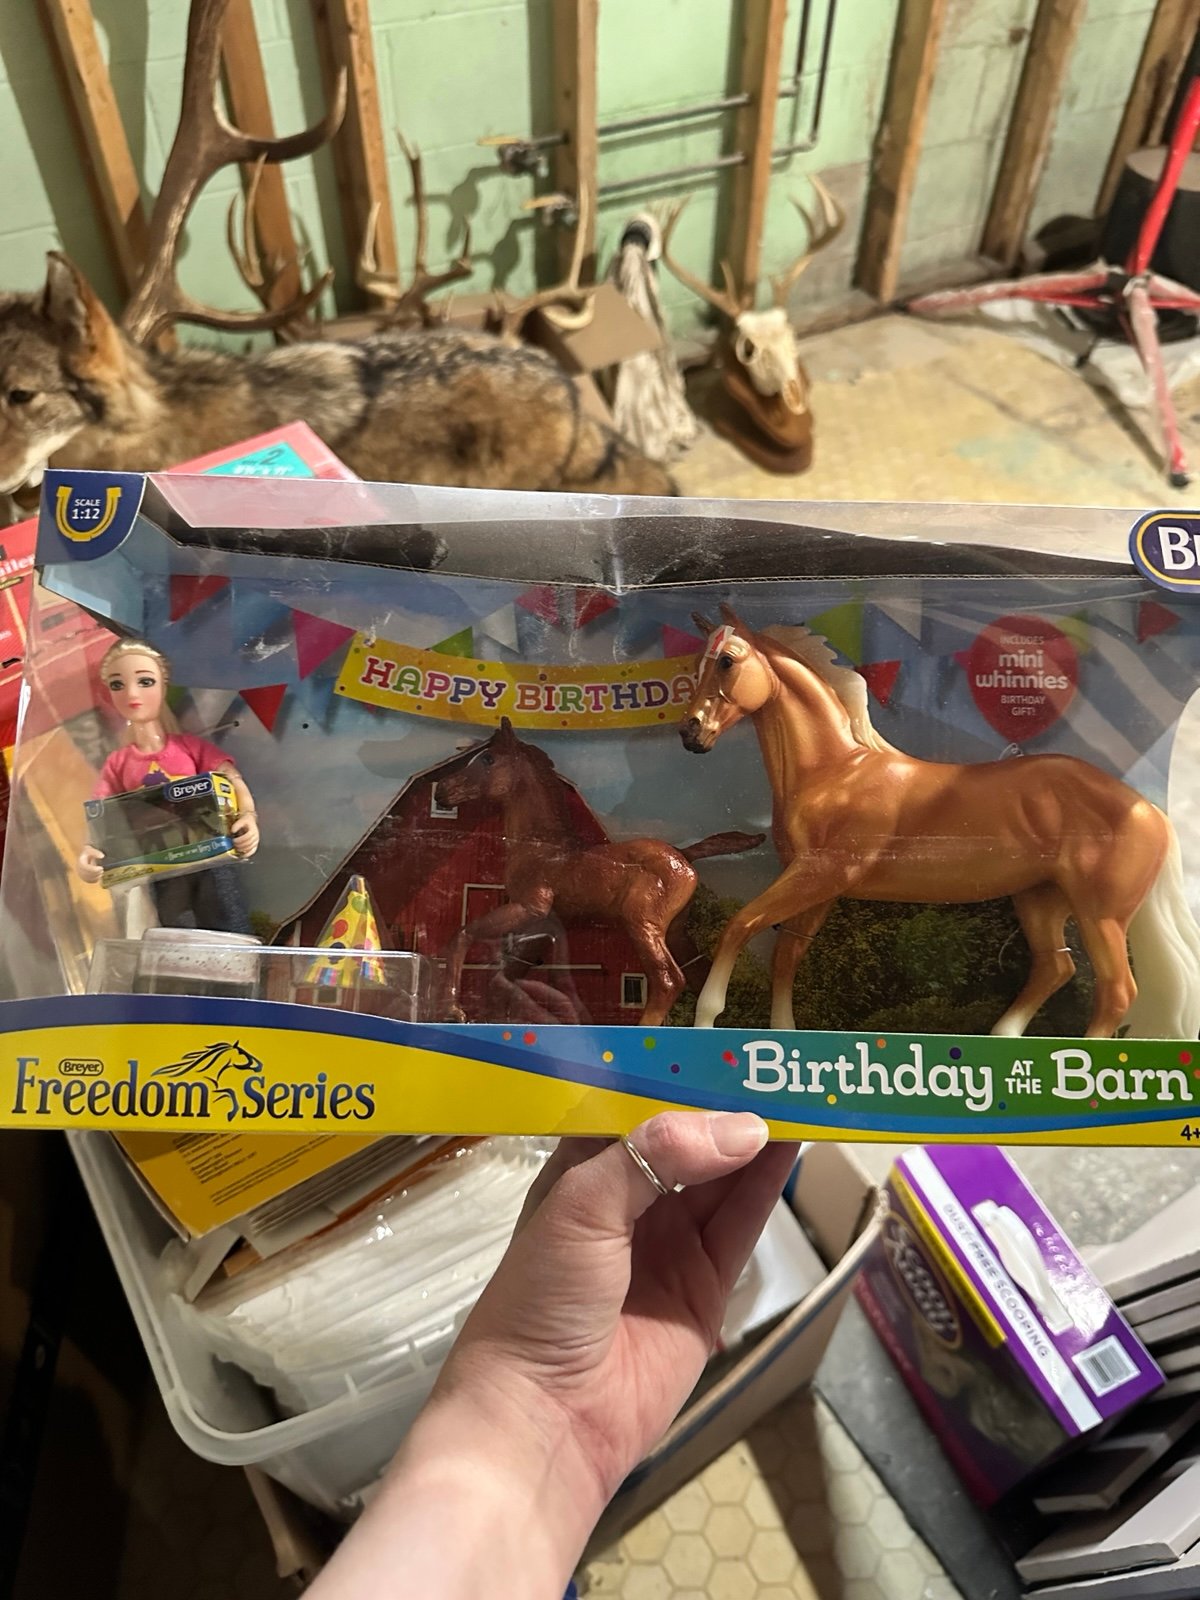 SCALE
1:12
HAPPY BIRTHDA
INCLUDES
mini
whinnies
BIRTHDAY
GIFT!
Breyer
Breyer
Freedom Series
Birthday AT THE Barn
4+
DUST FREE SCOOPING